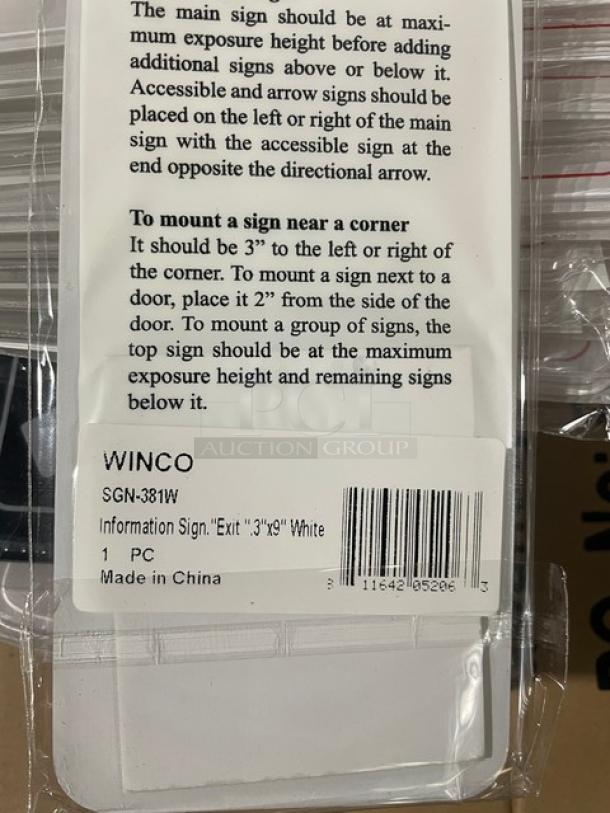 The main sign should be at maxi-
mum exposure height before adding
additional signs above or below it.
Accessible and arrow signs should be
placed on the left or right of the main
sign with the accessible sign at the
end opposite the directional arrow.
To mount a sign near a corner
It should be 3” to the left or right of
the corner. To mount a sign next to a
door, place it 2” from the side of the
door. To mount a group of signs, the
top sign should be at the maximum
exposure height and remaining signs
below it.
PCI
AUCTION GROUP
WINCO
SGN-381W
Information Sign."Exit ".3"x9" White
1 PC
Made in China
8 11642 05206 3